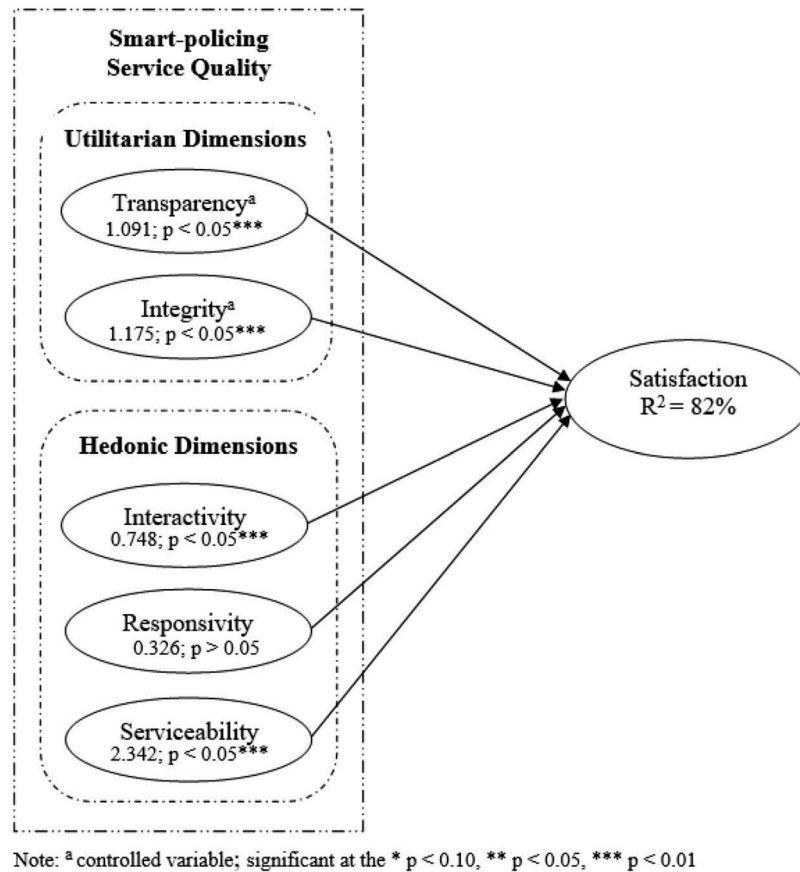 Smart-policing
Service Quality
Utilitarian Dimensions
Transparencyᵃ
1.091; p < 0.05***
Integrityᵃ
1.175; p < 0.05***
Hedonic Dimensions
Interactivity
0.748; p < 0.05***
Responsivity
0.326; p > 0.05
Serviceability
2.342; p < 0.05***
Satisfaction
R² = 82%
Note: ᵃ controlled variable; significant at the * p < 0.10, ** p < 0.05, *** p < 0.01